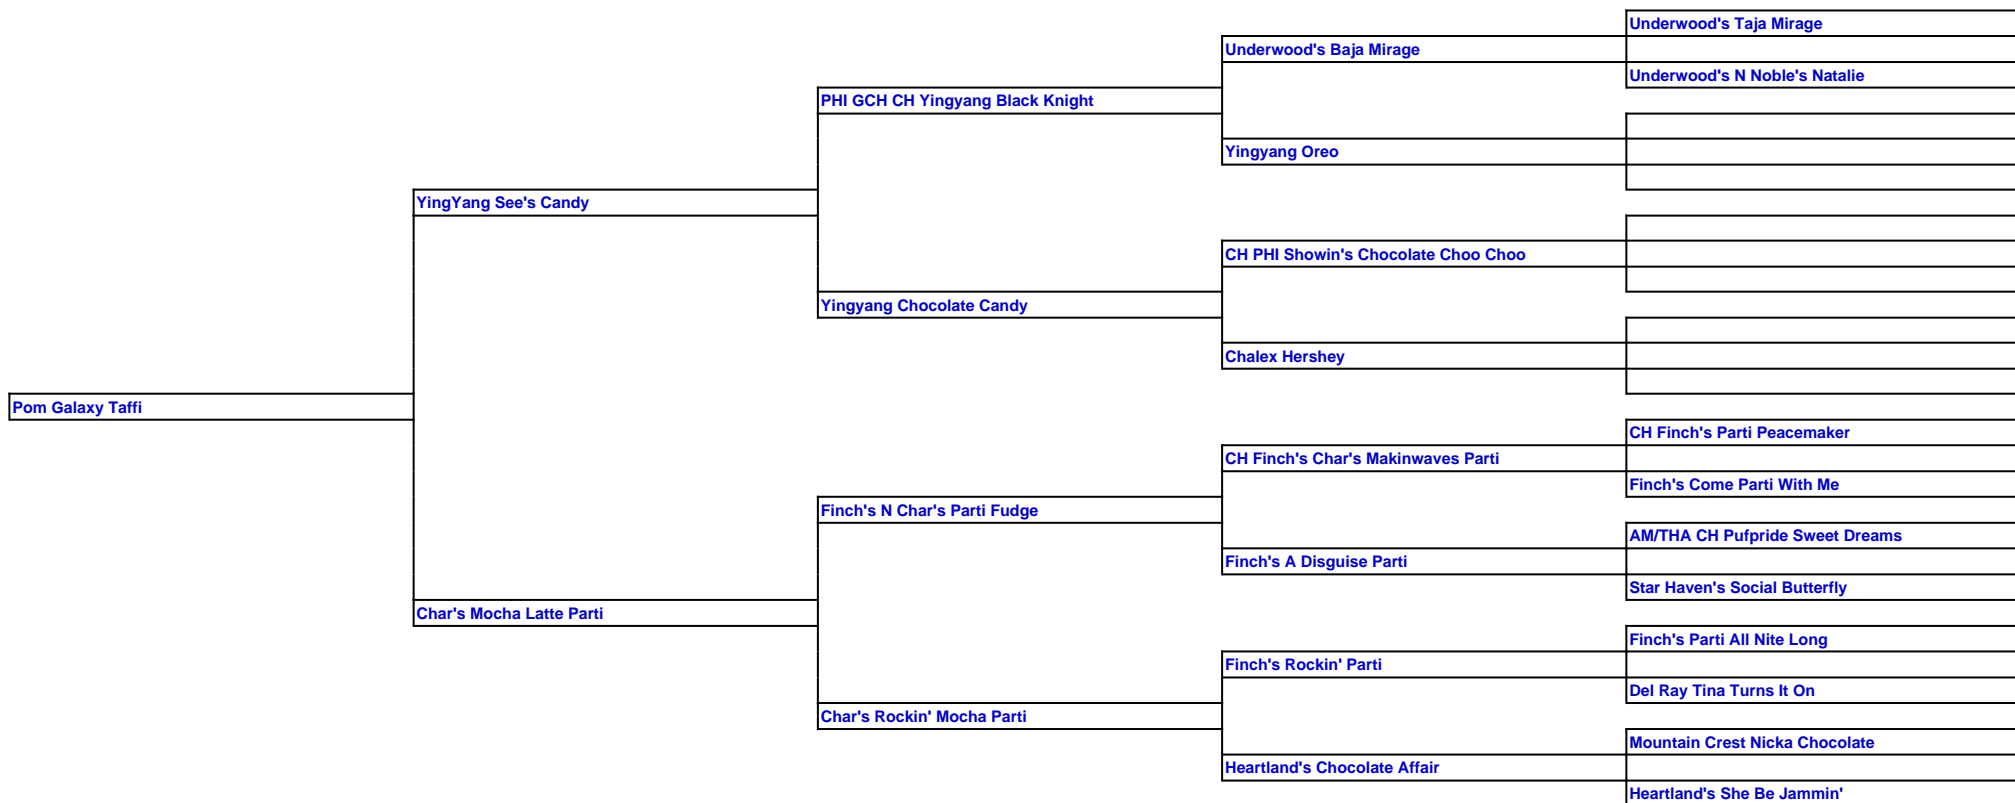 Underwood's Taja Mirage
Underwood's Baja Mirage
Underwood's N Noble's Natalie
PHI GCH CH Yingyang Black Knight
Yingyang Oreo
YingYang See's Candy
CH PHI Showin's Chocolate Choo Choo
Yingyang Chocolate Candy
Chalex Hershey
Pom Galaxy Taffi
CH Finch's Parti Peacemaker
CH Finch's Char's Makinwaves Parti
Finch's Come Parti With Me
Finch's N Char's Parti Fudge
AM/THA CH Pufpride Sweet Dreams
Finch's A Disguise Parti
Star Haven's Social Butterfly
Char's Mocha Latte Parti
Finch's Parti All Nite Long
Finch's Rockin' Parti
Del Ray Tina Turns It On
Char's Rockin' Mocha Parti
Mountain Crest Nicka Chocolate
Heartland's Chocolate Affair
Heartland's She Be Jammin'